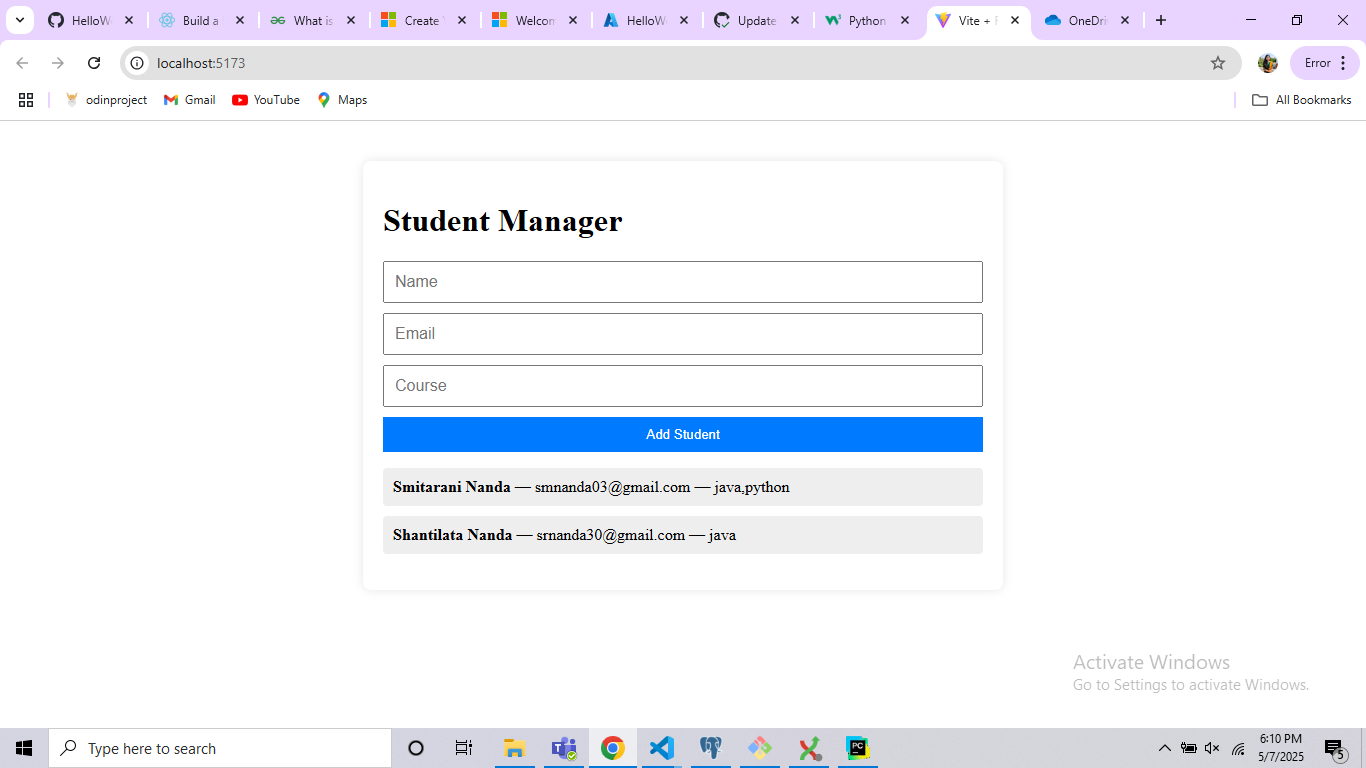 HelloW
Build a
What is
Create
Welcom
HelloW
Update
Python
Vite +
OneDri
localhost:5173
Error
odinproject
Gmail
YouTube
Maps
All Bookmarks
Student Manager
Name
Email
Course
Add Student
Smitarani Nanda — smnanda03@gmail.com — java,python
Shantilata Nanda — srnanda30@gmail.com — java
Activate Windows
Go to Settings to activate Windows.
Type here to search
PC
6:10 PM
5/7/2025
5